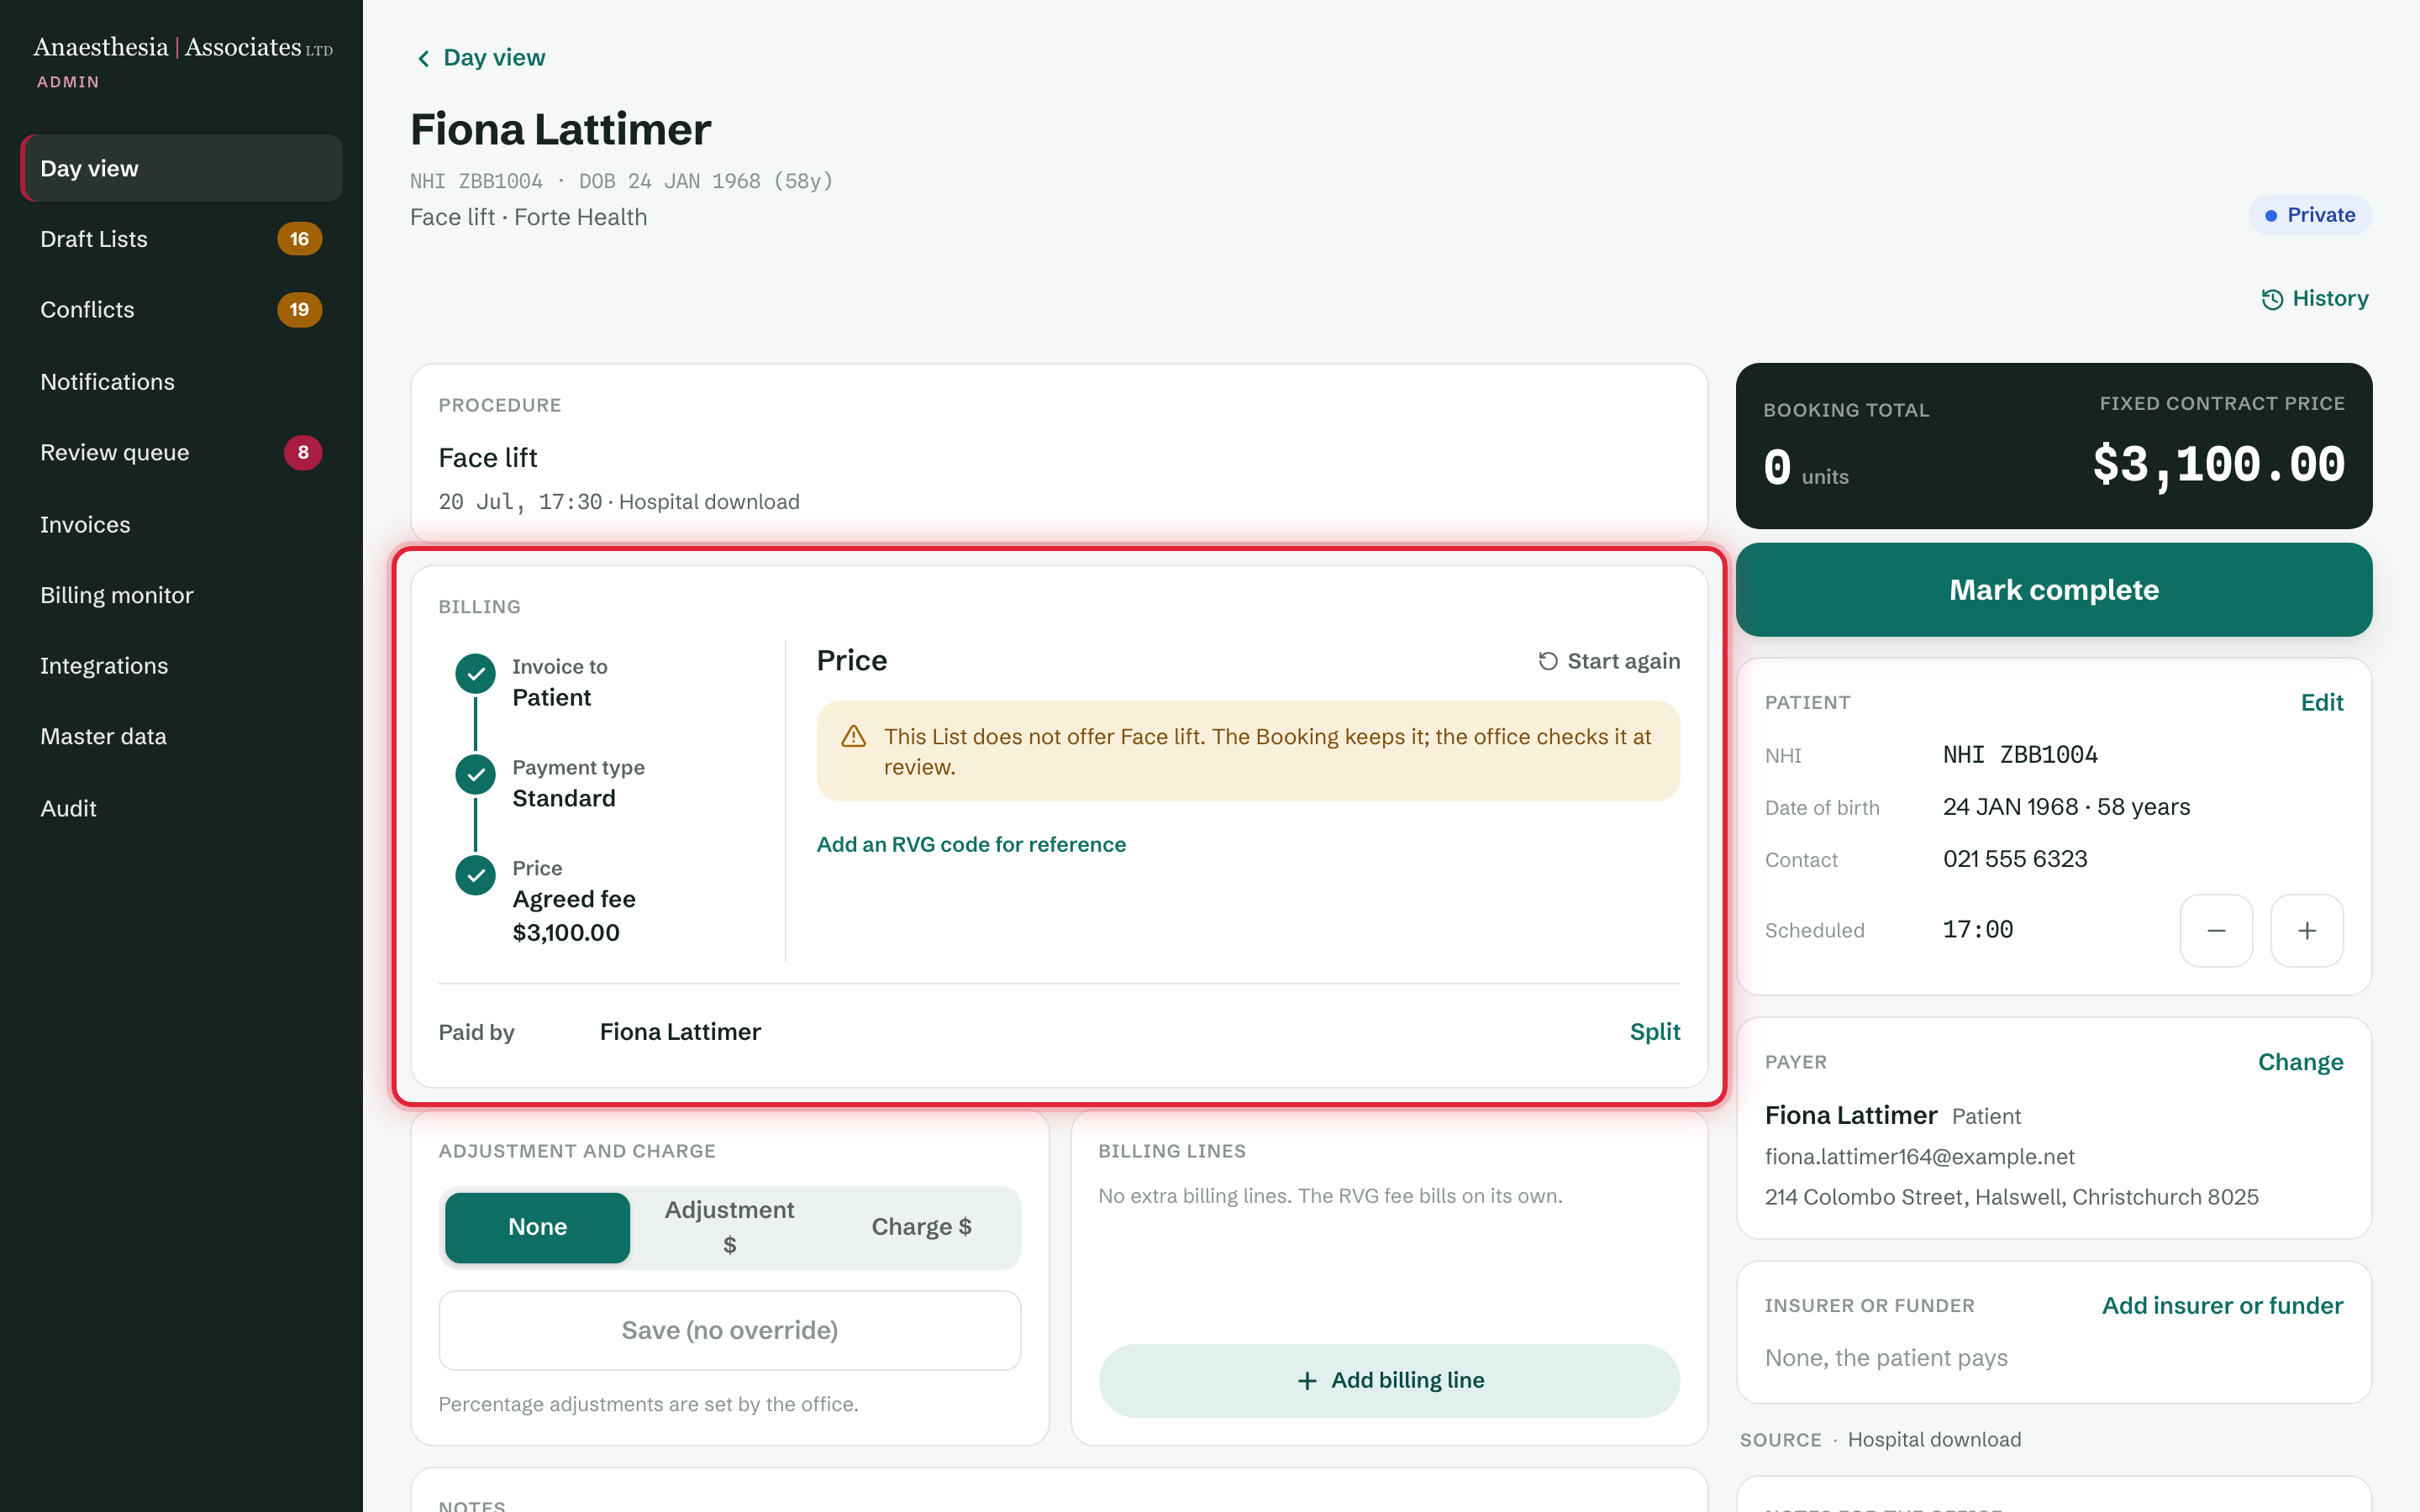 Anaesthesia | Associates LTD
ADMIN
Day view
Draft Lists 16
Conflicts 19
Notifications
Review queue 8
Invoices
Billing monitor
Integrations
Master data
Audit
Day view
Fiona Lattimer
NHI ZBB1004 · DOB 24 JAN 1968 (58y)
Face lift · Forte Health
Private
History
PROCEDURE
Face lift
20 Jul, 17:30 · Hospital download
BILLING
Invoice to
Patient
Payment type
Standard
Price
Agreed fee
$3,100.00
Price
Start again
This List does not offer Face lift. The Booking keeps it; the office checks it at
review.
Add an RVG code for reference
Paid by Fiona Lattimer Split
ADJUSTMENT AND CHARGE
None
Adjustment
$
Charge $
Save (no override)
Percentage adjustments are set by the office.
BILLING LINES
No extra billing lines. The RVG fee bills on its own.
+ Add billing line
NOTES
BOOKING TOTAL
0 units
FIXED CONTRACT PRICE
$3,100.00
Mark complete
PATIENT Edit
NHI NHI ZBB1004
Date of birth 24 JAN 1968 · 58 years
Contact 021 555 6323
Scheduled 17:00 − +
PAYER Change
Fiona Lattimer Patient
fiona.lattimer164@example.net
214 Colombo Street, Halswell, Christchurch 8025
INSURER OR FUNDER Add insurer or funder
None, the patient pays
SOURCE · Hospital download